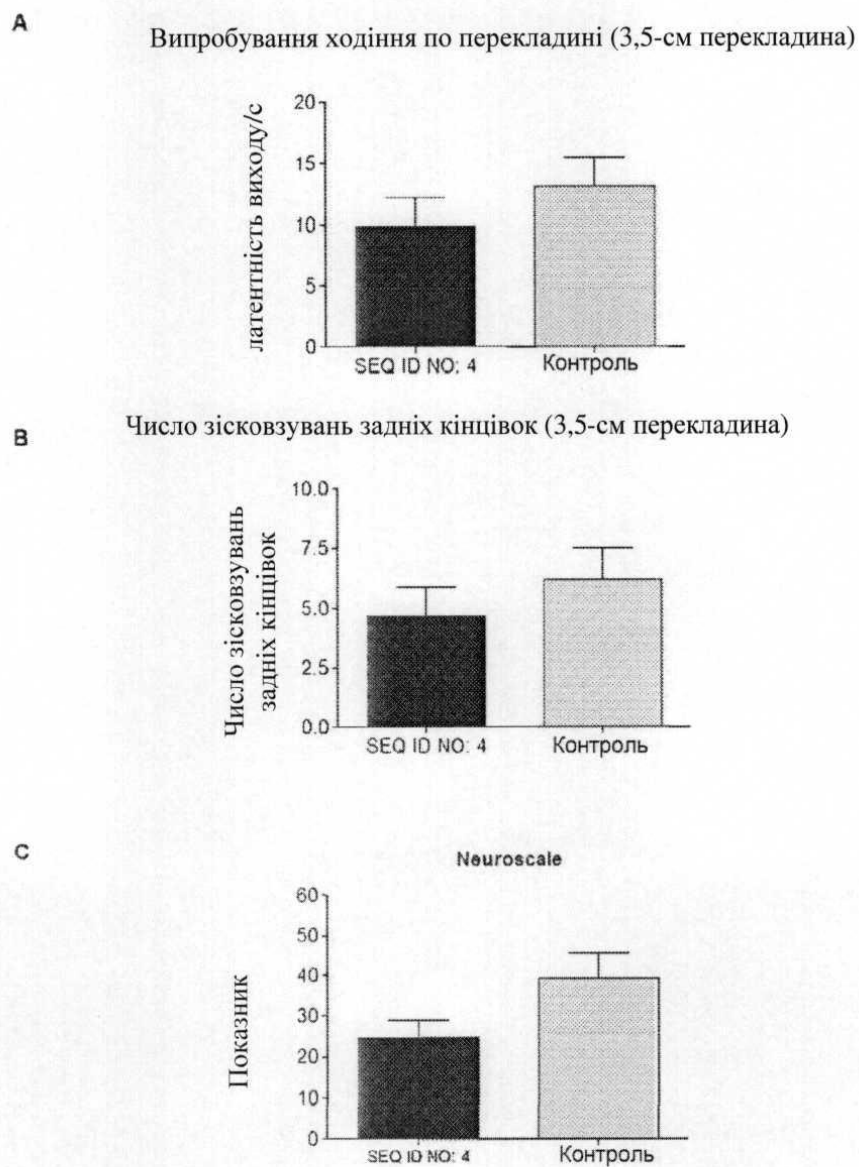 A
Випробування ходіння по перекладині (3,5-см перекладина)
латентність виходу/с
20
15
10
5
0
SEQ ID NO: 4
Контроль
B
Число зісковзувань задніх кінцівок (3,5-см перекладина)
Число зісковзувань
задніх кінцівок
10.0
7.5
5.0
2.5
0.0
SEQ ID NO: 4
Контроль
C
Neuroscale
Показник
60
50
40
30
20
10
0
SEQ ID NO: 4
Контроль